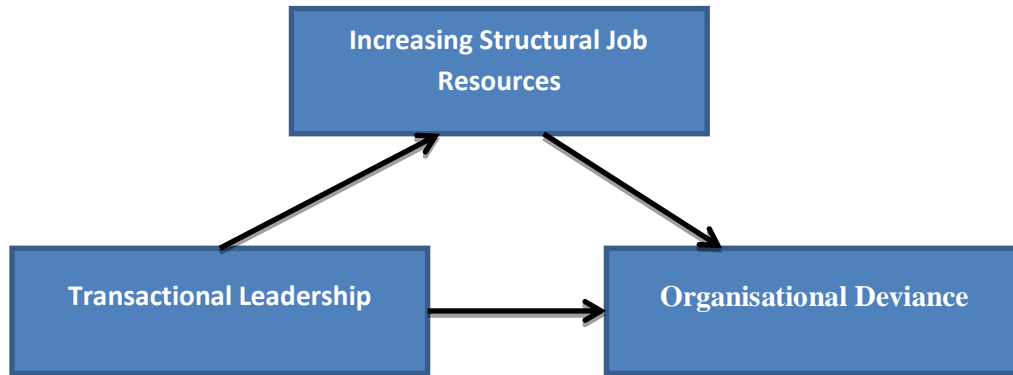 Increasing Structural Job
Resources
Transactional Leadership
Organisational Deviance